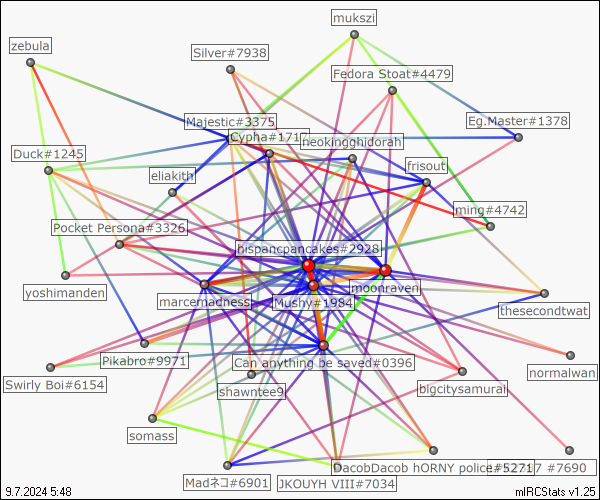 mukszi
zebula
Silver#7938
Fedora Stoat#4479
Majestic#3375
Eg.Master#1378
Cypha#1717
neokingghidorah
Duck#1245
frisout
eliakith
ming#4742
Pocket Persona#3326
hispancpancakes#2928
moonraven
yoshimanden
marcemadness
Mushy#1984
thesecondtwat
Pikabro#9971
Can anything be saved#0396
normalwan
Swirly Boi#6154
shawntee9
bigcitysamurai
somass
DacobDacob hORNY police#5271
#7690
Madネコ#6901
JKOUYH VIII#7034
9.7.2024 5:48
mIRCStats v1.25